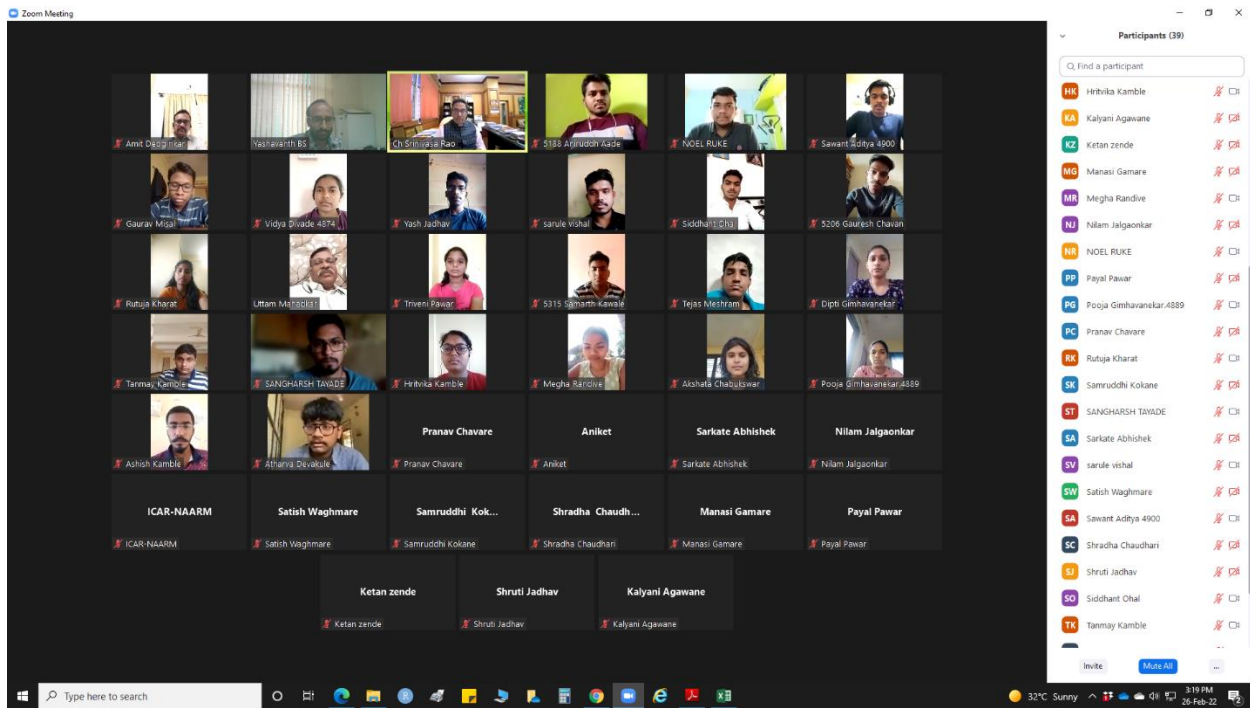 Zoom Meeting
Participants (39)
Find a participant
Amit Debgirikar
Yashavanth BS
Ch Srinivasa Rao
5188 Aniruddh Aade
NOEL RUKE
Sawant Aditya 4900
Gaurav Misal
Vidya Divade 4874
Yash Jadhav
sarule vishal
Siddhant Ohal
5206 Gauresh Chavan
Rutuja Kharat
Uttam
Triveni Pawar
5315 Samarth Kawale
Tejas Meshram
Dipti Gimhavanekar
Tanmay Kamble
SANGHARSH TAYADE
Hritvika Kamble
Megha Randive
Akshata Chabukswar
Pooja Gimhavanekar.4889
Ashish Kamble
Atharva Devakule
Pranav Chavare
Pranav Chavare
Aniket
Aniket
Sarkate Abhishek
Sarkate Abhishek
Nilam Jalgaonkar
Nilam Jalgaonkar
ICAR-NAARM
ICAR-NAARM
Satish Waghmare
Satish Waghmare
Samruddhi Kok...
Samruddhi Kokane
Shradha Chaudh...
Shradha Chaudhari
Manasi Gamare
Manasi Gamare
Payal Pawar
Payal Pawar
Ketan zende
Ketan zende
Shruti Jadhav
Shruti Jadhav
Kalyani Agawane
Kalyani Agawane
HK Hritvika Kamble
KA Kalyani Agawane
KZ Ketan zende
MG Manasi Gamare
MR Megha Randive
NJ Nilam Jalgaonkar
NR NOEL RUKE
PP Payal Pawar
PG Pooja Gimhavanekar.4889
PC Pranav Chavare
RK Rutuja Kharat
SK Samruddhi Kokane
ST SANGHARSH TAYADE
SA Sarkate Abhishek
SV sarule vishal
SW Satish Waghmare
SA Sawant Aditya 4900
SC Shradha Chaudhari
SJ Shruti Jadhav
SO Siddhant Ohal
TK Tanmay Kamble
Invite
Mute All
...
Type here to search
32°C Sunny
3:19 PM
26-Feb-22
2